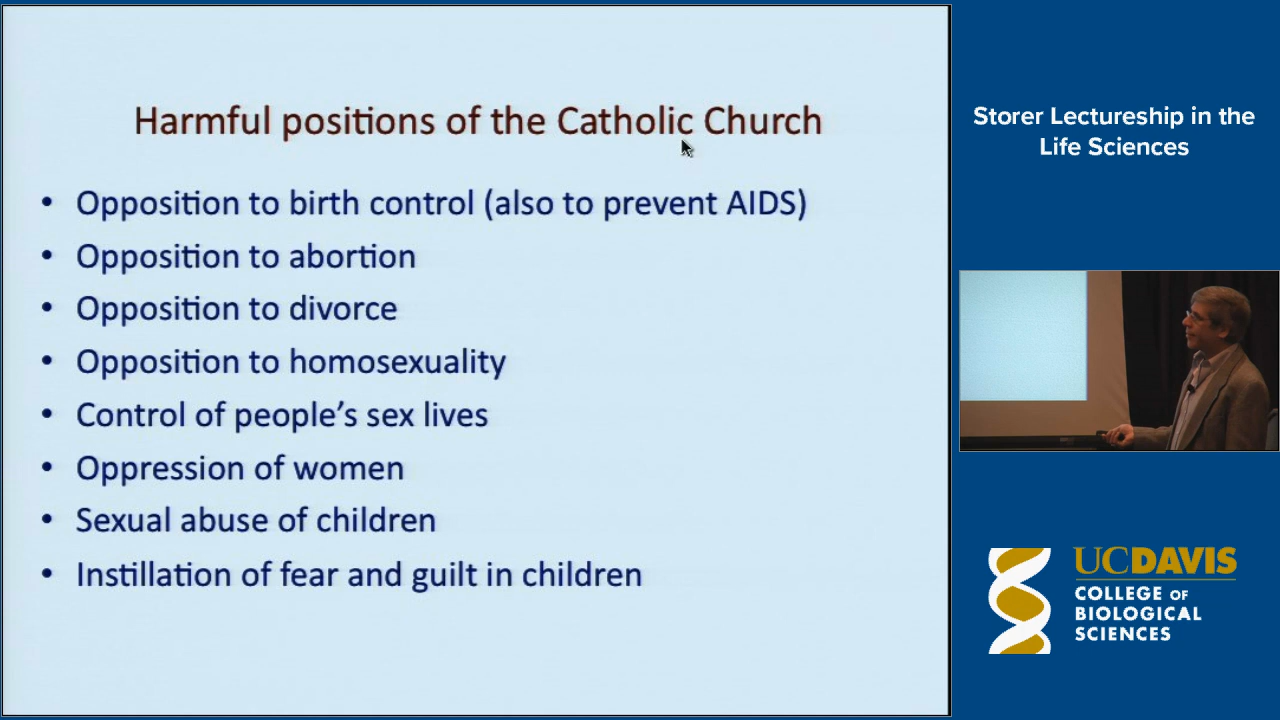 Harmful positions of the Catholic Church
• Opposition to birth control (also to prevent AIDS)
• Opposition to abortion
• Opposition to divorce
• Opposition to homosexuality
• Control of people's sex lives
• Oppression of women
• Sexual abuse of children
• Instillation of fear and guilt in children
Storer Lectureship in the
Life Sciences
UCDAVIS
COLLEGE OF
BIOLOGICAL
SCIENCES